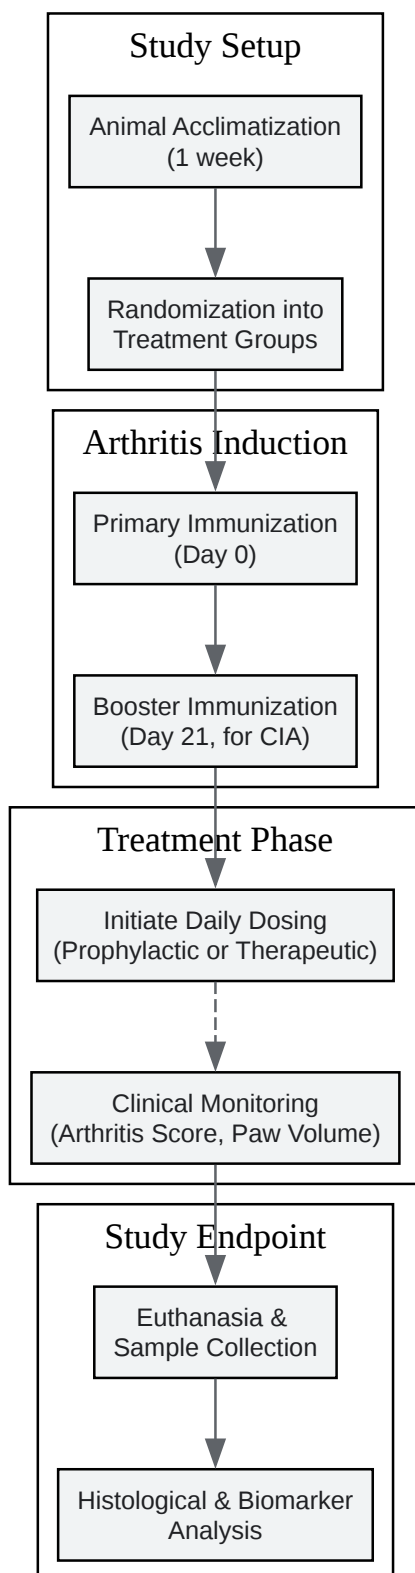 Study Setup
Animal Acclimatization
(1 week)
Randomization into
Treatment Groups
Arthritis Induction
Primary Immunization
(Day 0)
Booster Immunization
(Day 21, for CIA)
Treatment Phase
Initiate Daily Dosing
(Prophylactic or Therapeutic)
Clinical Monitoring
(Arthritis Score, Paw Volume)
Study Endpoint
Euthanasia &
Sample Collection
Histological & Biomarker
Analysis